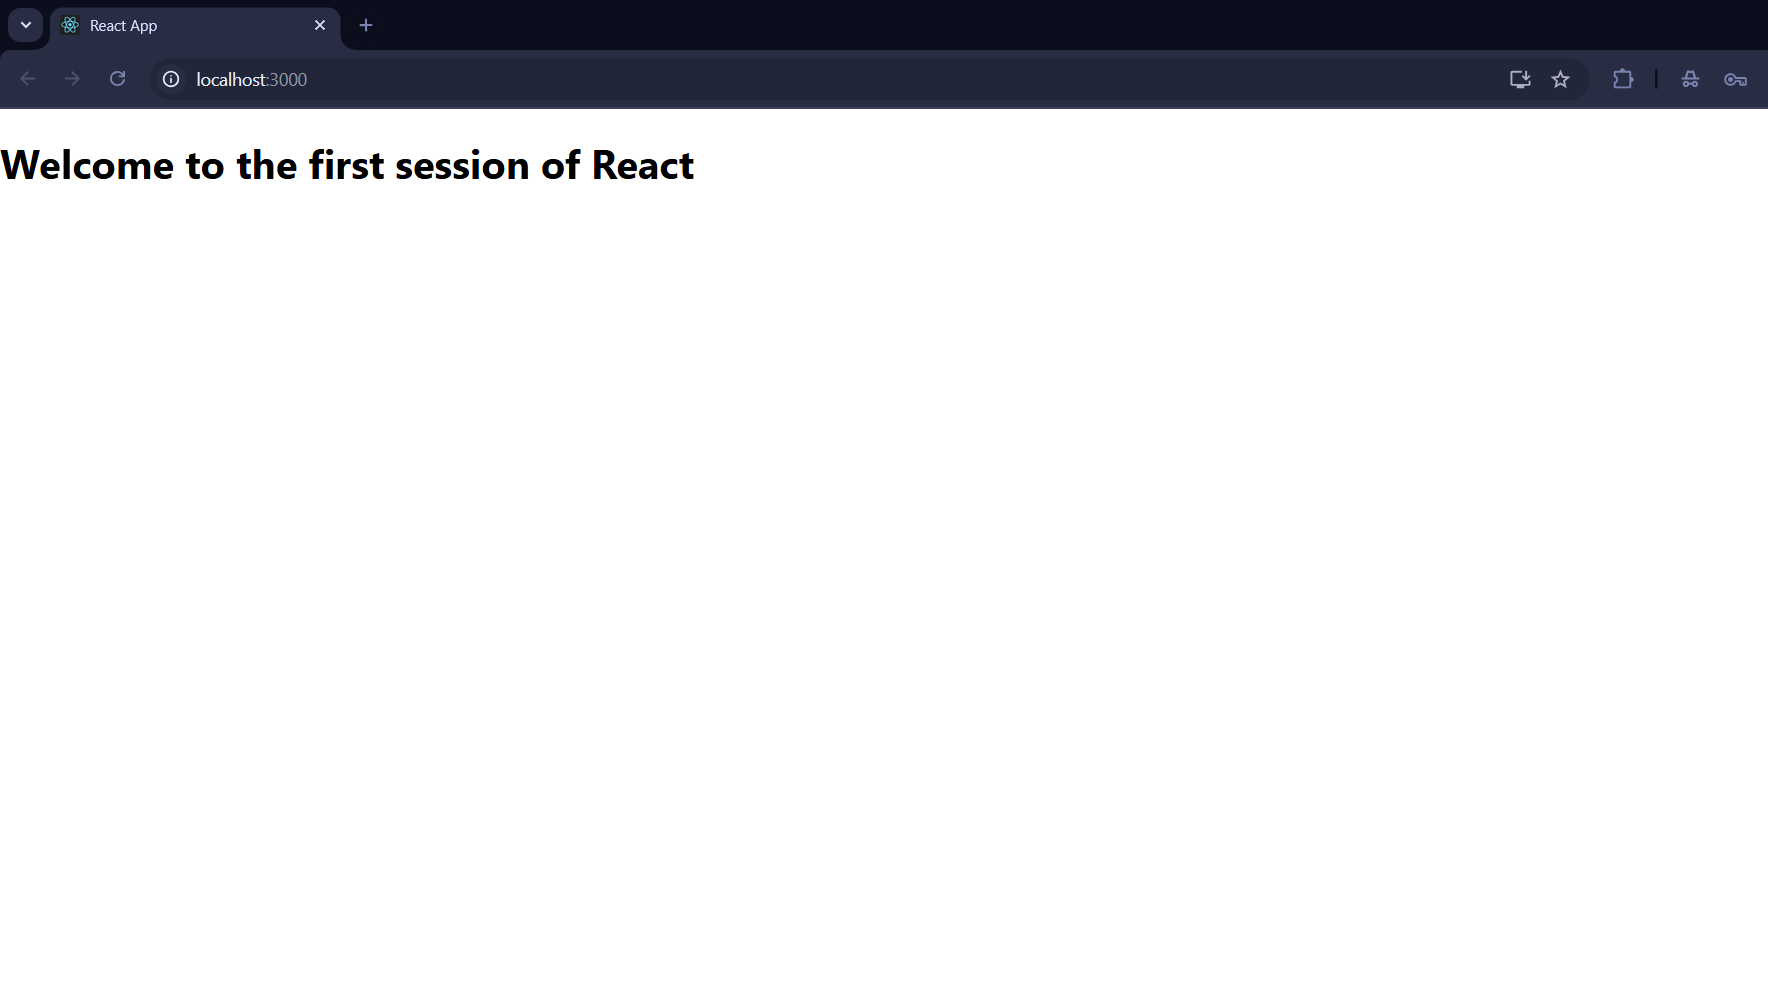 React App
localhost:3000
Welcome to the first session of React